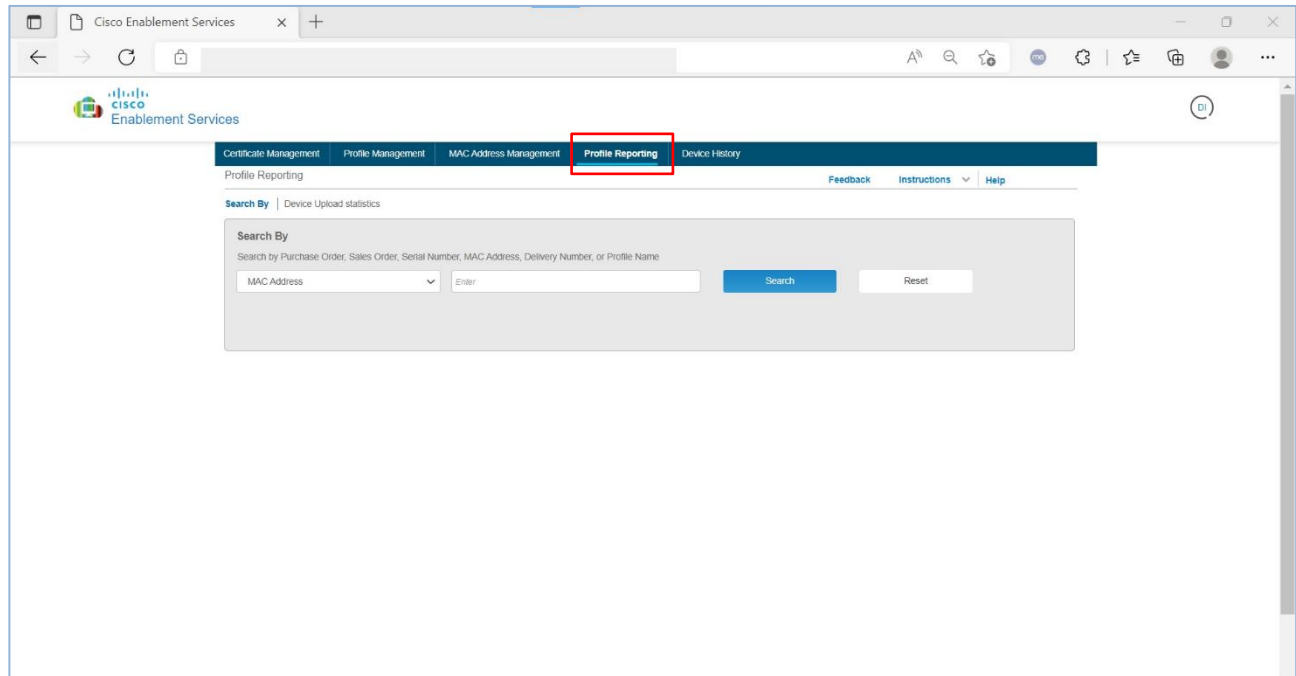 Cisco Enablement Services
CISCO
Enablement Services
DI
Certificate Management Profile Management MAC Address Management Profile Reporting Device History
Profile Reporting
Feedback Instructions Help
Search By Device Upload statistics
Search By
Search by Purchase Order, Sales Order, Serial Number, MAC Address, Delivery Number, or Profile Name
MAC Address Enter Search Reset